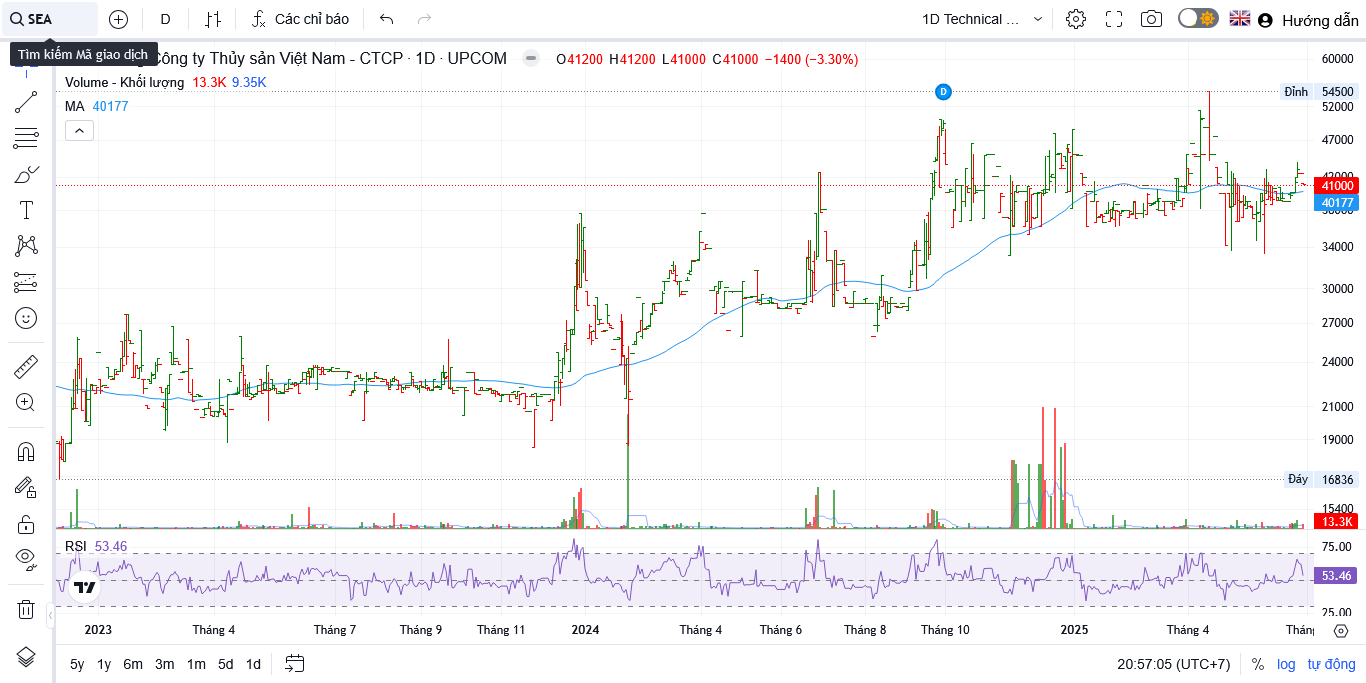 SEA D Các chỉ báo 1D Technical ... Hướng dẫn
Tìm kiếm Mã giao dịch
Công ty Thủy sản Việt Nam - CTCP · 1D · UPCOM O41200 H41200 L41000 C41000 −1400 (−3.30%)
Volume - Khối lượng 13.3K 9.35K
MA 40177
60000
Đỉnh 54500
52000
47000
41000
40177
34000
30000
27000
24000
21000
19000
Đáy 16836
15400
13.3K
RSI 53.46
75.00
53.46
25.00
D
2023 Tháng 4 Tháng 7 Tháng 9 Tháng 11 2024 Tháng 4 Tháng 6 Tháng 8 Tháng 10 2025 Tháng 4 Thán
5y 1y 6m 3m 1m 5d 1d 20:57:05 (UTC+7) % log tự động